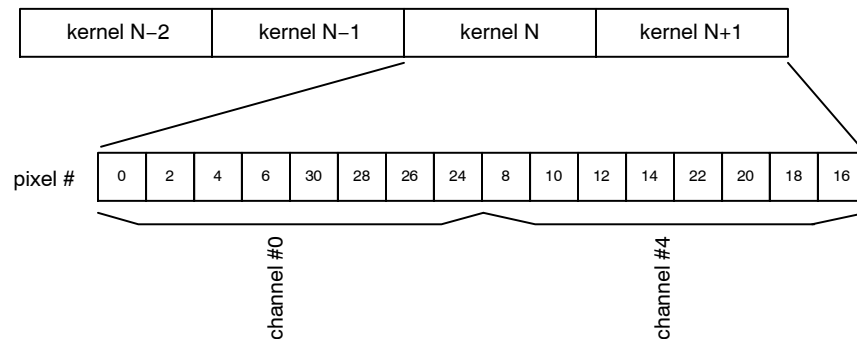 kernel N−2 kernel N−1 kernel N kernel N+1
pixel # 0 2 4 6 30 28 26 24 8 10 12 14 22 20 18 16
channel #0
channel #4